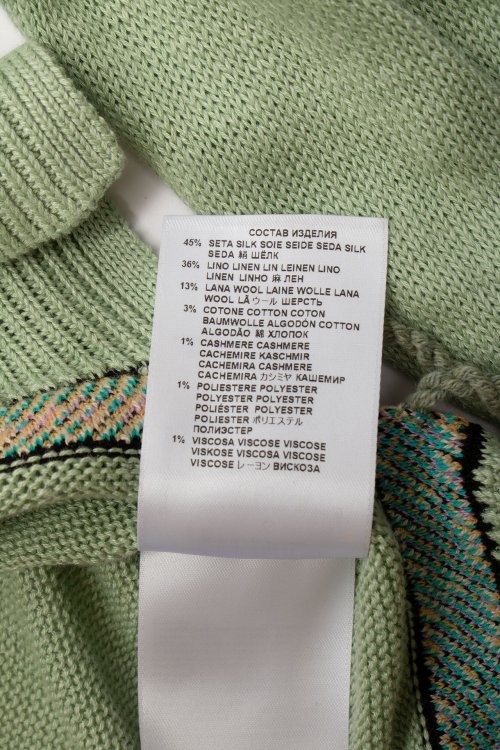 СОСТАВ ИЗДЕЛИЯ
45% SETA SILK SOIE SEIDE SEDA SILK
SEDA 絹 ШЁЛК
36% LINO LINEN LIN LEINEN LINO
LINEN LINHO 麻 ЛЕН
13% LANA WOOL LAINE WOLLE LANA
WOOL LÃ ウール ШЕРСТЬ
3% COTONE COTTON COTON
BAUMWOLLE ALGODÓN COTTON
ALGODÃO 綿 ХЛОПОК
1% CASHMERE CASHMERE
CACHEMIRE KASCHMIR
CACHEMIRA CASHMERE
CACHEMIRA カシミヤ КАШЕМИР
1% POLIESTERE POLYESTER
POLYESTER POLYESTER
POLIÉSTER POLYESTER
POLIESTER ポリエステル
ПОЛИЭСТЕР
1% VISCOSA VISCOSE VISCOSE
VISKOSE VISCOSA VISCOSE
VISCOSE レーヨン ВИСКОЗА